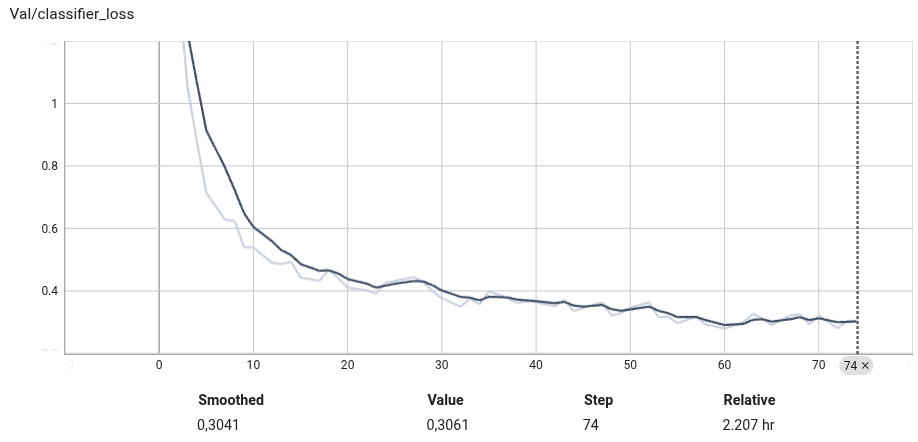 Val/classifier_loss
1
0.8
0.6
0.4
0 10 20 30 40 50 60 70 74 ×
Smoothed Value Step Relative
0,3041 0,3061 74 2.207 hr